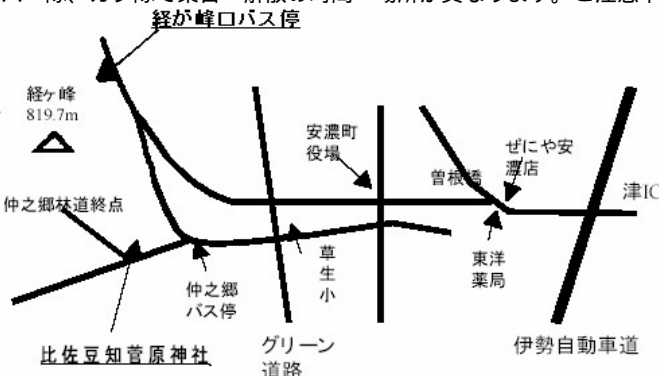 経が峰口バス停
経ヶ峰
819.7m
安濃町
役場
曽根橋
ぜにや安
濃店
津IC
仲之郷林道終点
仲之郷
バス停
草
生
小
東洋
薬局
比佐豆知菅原神社
グリーン
道路
伊勢自動車道